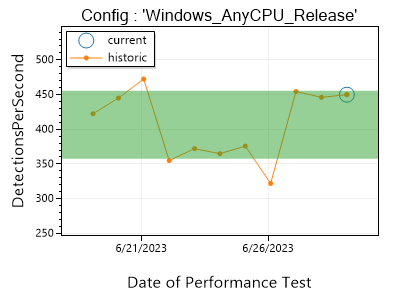 Config : 'Windows_AnyCPU_Release'
current
historic
DetectionsPerSecond
500
450
400
350
300
250
6/21/2023
6/26/2023
Date of Performance Test